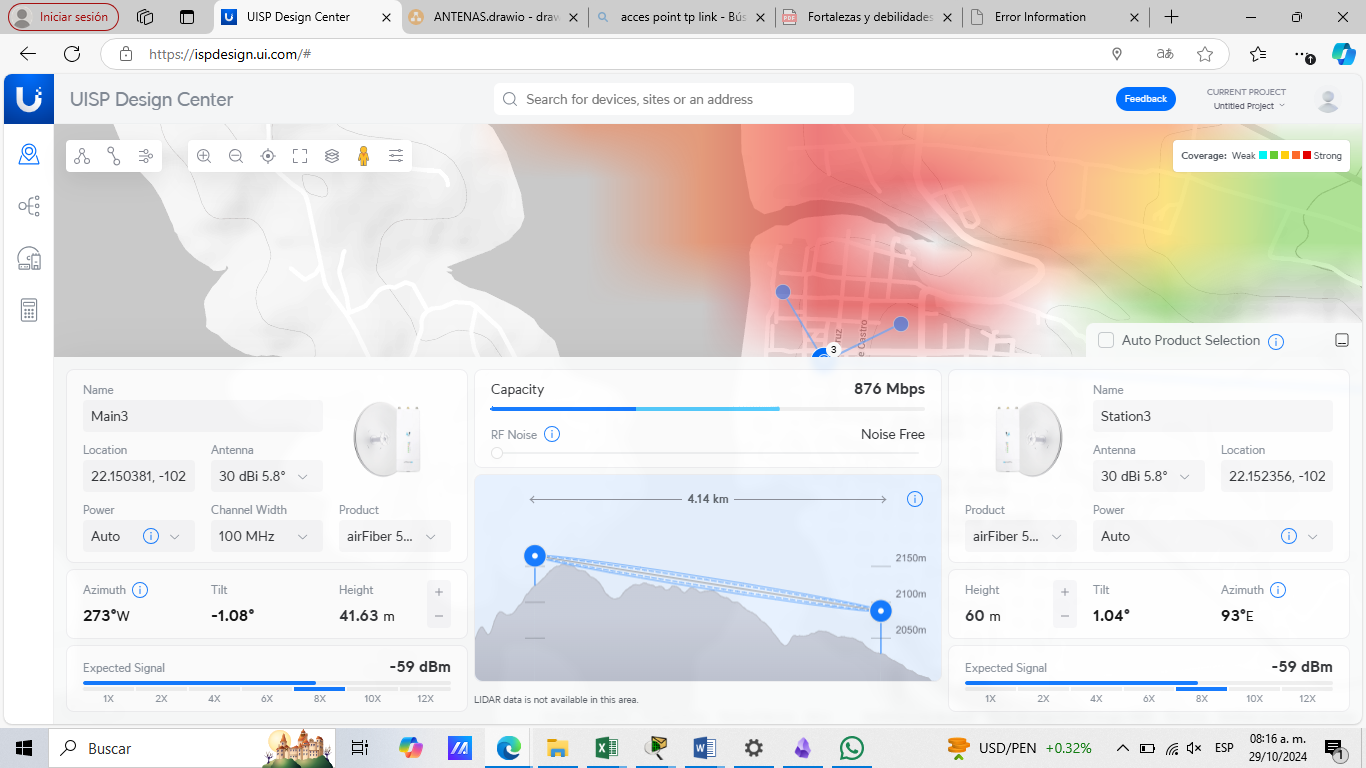 Iniciar sesión
UISP Design Center
ANTENAS.drawio - draw
acces point tp link - Bús
Fortalezas y debilidades
Error Information
https://ispdesign.ui.com/#
UISP Design Center
Search for devices, sites or an address
Feedback
CURRENT PROJECT
Untitled Project
Coverage: Weak Strong
3
e Castro
Auto Product Selection
Name
Main3
Location
22.150381, -102
Antenna
30 dBi 5.8°
Power
Auto
Channel Width
100 MHz
Product
airFiber 5...
Azimuth
273°W
Tilt
-1.08°
Height
41.63 m
+
−
Expected Signal
-59 dBm
1X 2X 4X 6X 8X 10X 12X
Capacity
876 Mbps
RF Noise
Noise Free
4.14 km
2150m
2100m
2050m
LIDAR data is not available in this area.
Name
Station3
Antenna
30 dBi 5.8°
Location
22.152356, -102
Product
airFiber 5...
Power
Auto
Height
60 m
+
−
Tilt
1.04°
Azimuth
93°E
Expected Signal
-59 dBm
1X 2X 4X 6X 8X 10X 12X
Buscar
USD/PEN +0.32%
ESP
08:16 a. m.
29/10/2024
1